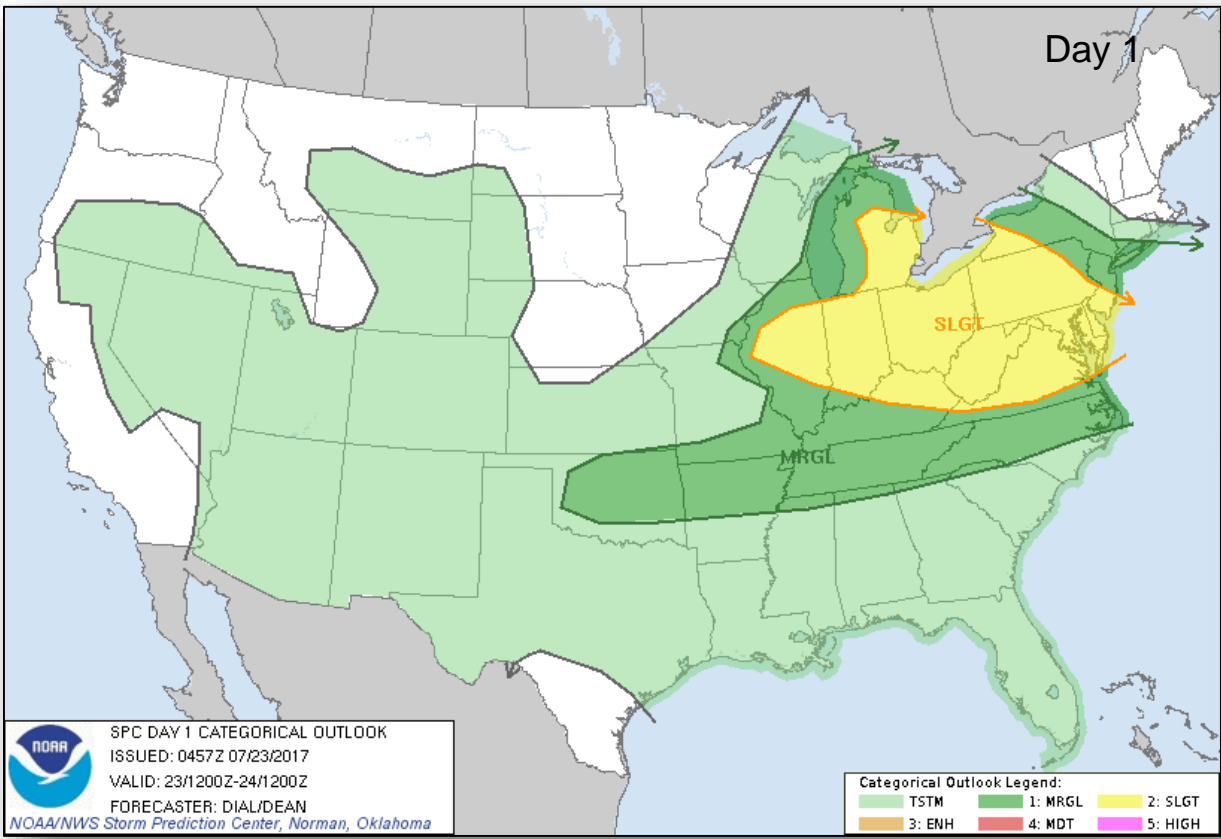 Day 1
SLGT
MRGL
NOAA
SPC DAY 1 CATEGORICAL OUTLOOK
ISSUED: 0457Z 07/23/2017
VALID: 23/1200Z-24/1200Z
FORECASTER: DIAL/DEAN
NOAA/NWS Storm Prediction Center, Norman, Oklahoma
Categorical Outlook Legend:
TSTM 1: MRGL 2: SLGT
3: ENH 4: MDT 5: HIGH